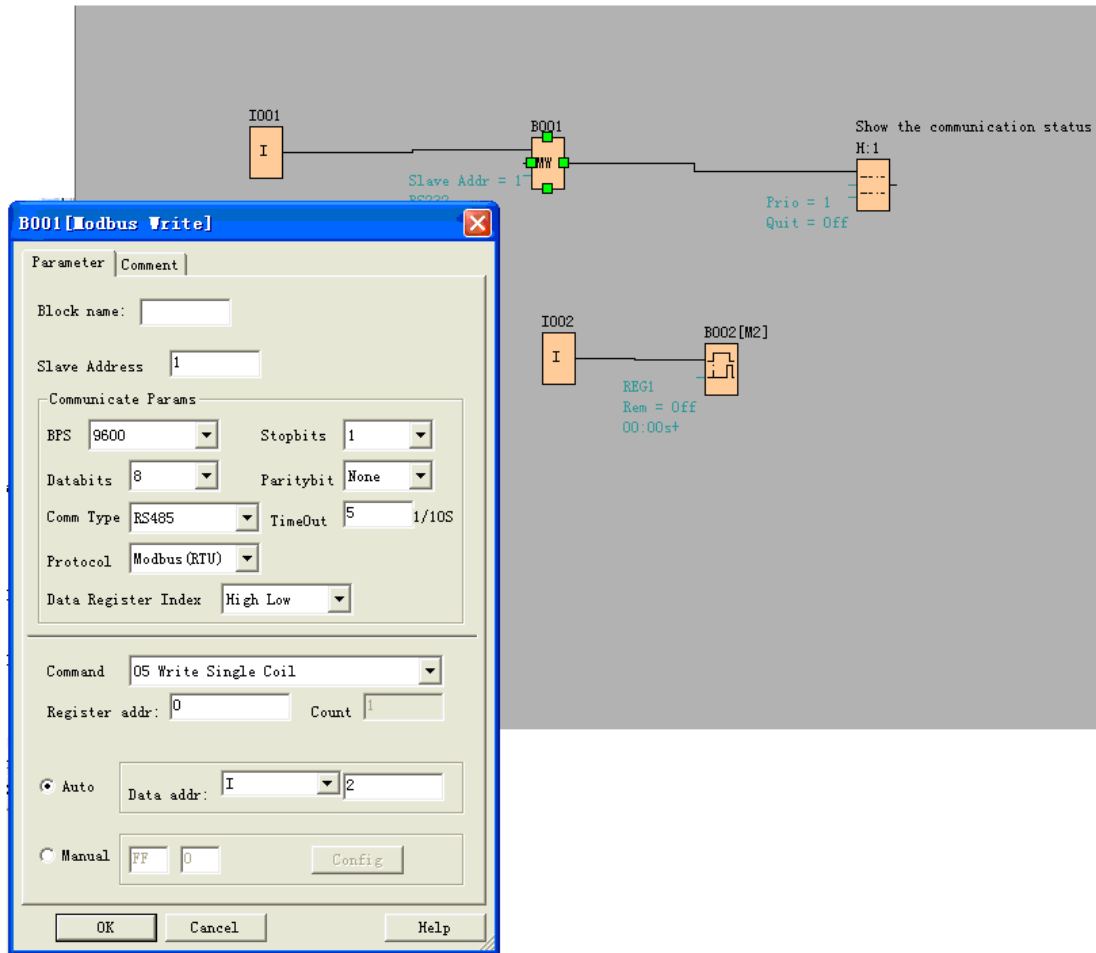 I001
I
B001
MW
Slave Addr = 1
RS232
Show the communication status
H:1
Prio = 1
Quit = Off
I002
I
B002[M2]
REG1
Rem = Off
00:00s+
B001[Modbus Write]
Parameter
Comment
Block name:
Slave Address 1
Communicate Params
BPS 9600 Stopbits 1
Databits 8 Paritybit None
Comm Type RS485 TimeOut 5 1/10S
Protocol Modbus(RTU)
Data Register Index High Low
Command 05 Write Single Coil
Register addr: 0 Count 1
Auto Data addr: I 2
Manual FF 0 Config
OK Cancel Help